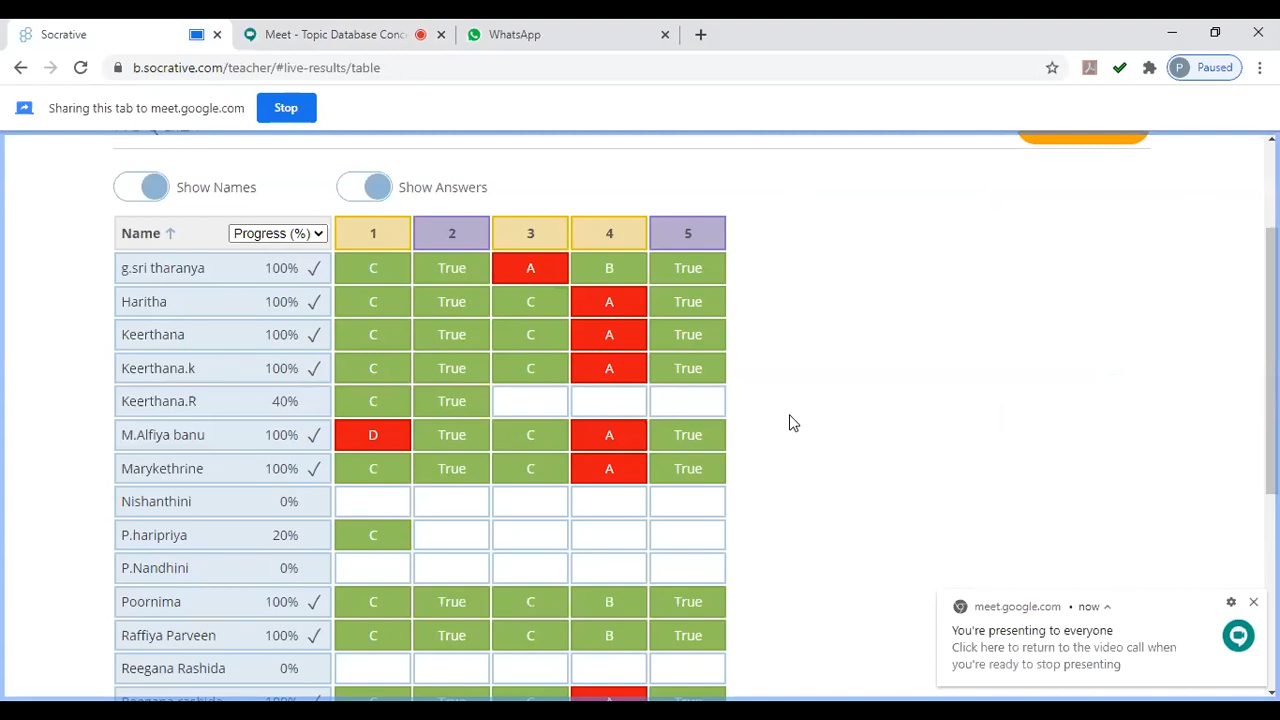 Socrative
Meet - Topic Database Conc
WhatsApp
b.socrative.com/teacher/#live-results/table
P Paused
Sharing this tab to meet.google.com Stop
Show Names Show Answers
Name ↑ Progress (%) 1 2 3 4 5
g.sri tharanya 100% ✓ C True A B True
Haritha 100% ✓ C True C A True
Keerthana 100% ✓ C True C A True
Keerthana.k 100% ✓ C True C A True
Keerthana.R 40% C True
M.Alfiya banu 100% ✓ D True C A True
Marykethrine 100% ✓ C True C A True
Nishanthini 0%
P.haripriya 20% C
P.Nandhini 0%
Poornima 100% ✓ C True C B True
Raffiya Parveen 100% ✓ C True C B True
Reegana Rashida 0%
meet.google.com • now
You're presenting to everyone
Click here to return to the video call when
you're ready to stop presenting